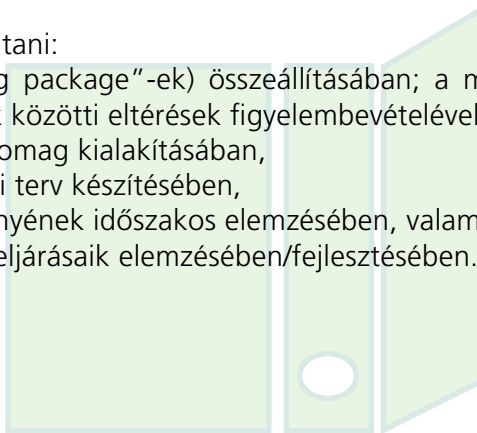 tani:
g package”-ek) összeállításában; a m
k közötti eltérések figyelembevételével
omag kialakításában,
i terv készítésében,
nyének időszakos elemzésében, valam
eljárásaik elemzésében/fejlesztésében.